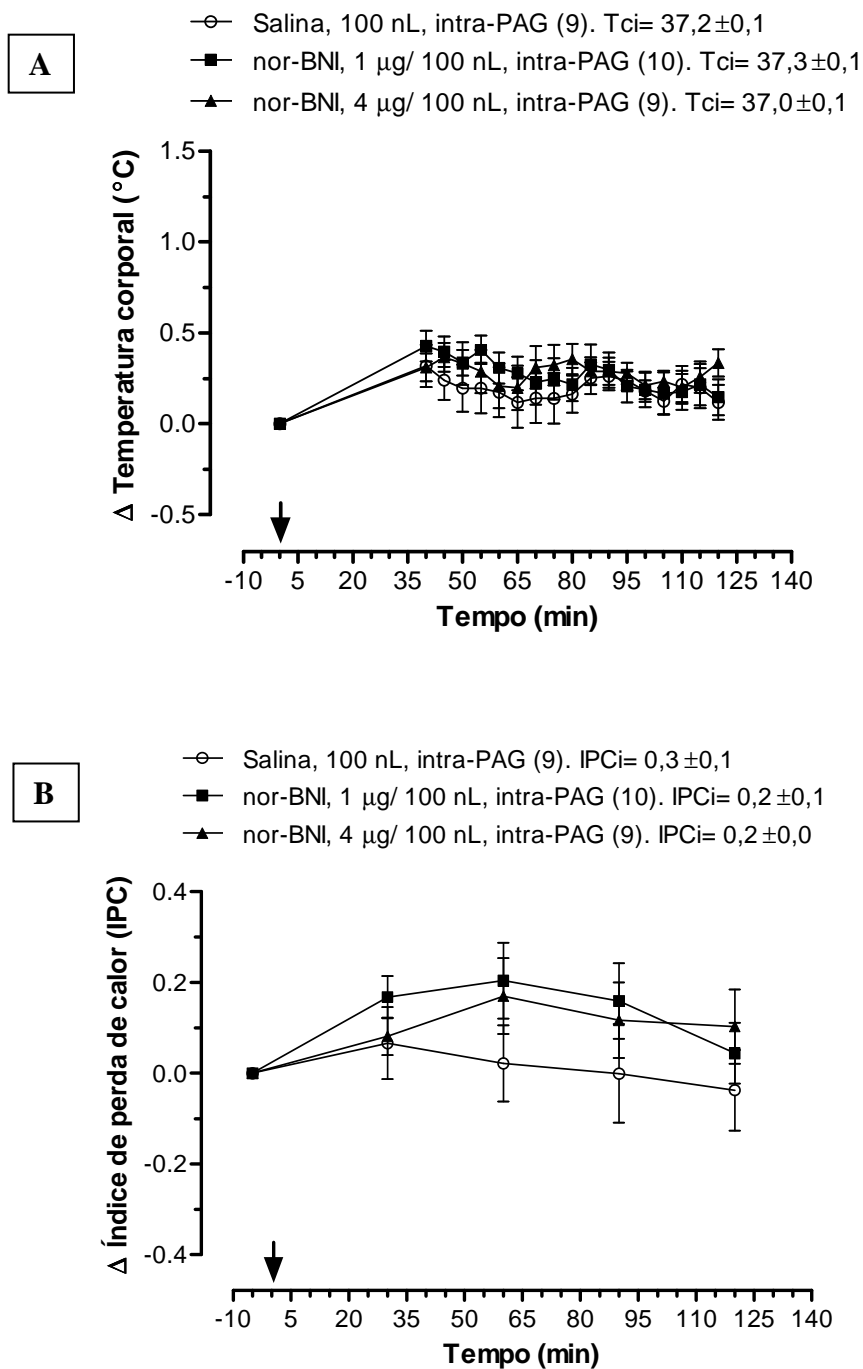 A
Salina, 100 nL, intra-PAG (9). Tci= 37,2±0,1
nor-BNI, 1 μg/ 100 nL, intra-PAG (10). Tci= 37,3±0,1
nor-BNI, 4 μg/ 100 nL, intra-PAG (9). Tci= 37,0±0,1
Δ Temperatura corporal (°C)
1.5
1.0
0.5
0.0
-0.5
-10 5 20 35 50 65 80 95 110 125 140
Tempo (min)
B
Salina, 100 nL, intra-PAG (9). IPCi= 0,3±0,1
nor-BNI, 1 μg/ 100 nL, intra-PAG (10). IPCi= 0,2±0,1
nor-BNI, 4 μg/ 100 nL, intra-PAG (9). IPCi= 0,2±0,0
Δ Índice de perda de calor (IPC)
0.4
0.2
0.0
-0.2
-0.4
-10 5 20 35 50 65 80 95 110 125 140
Tempo (min)